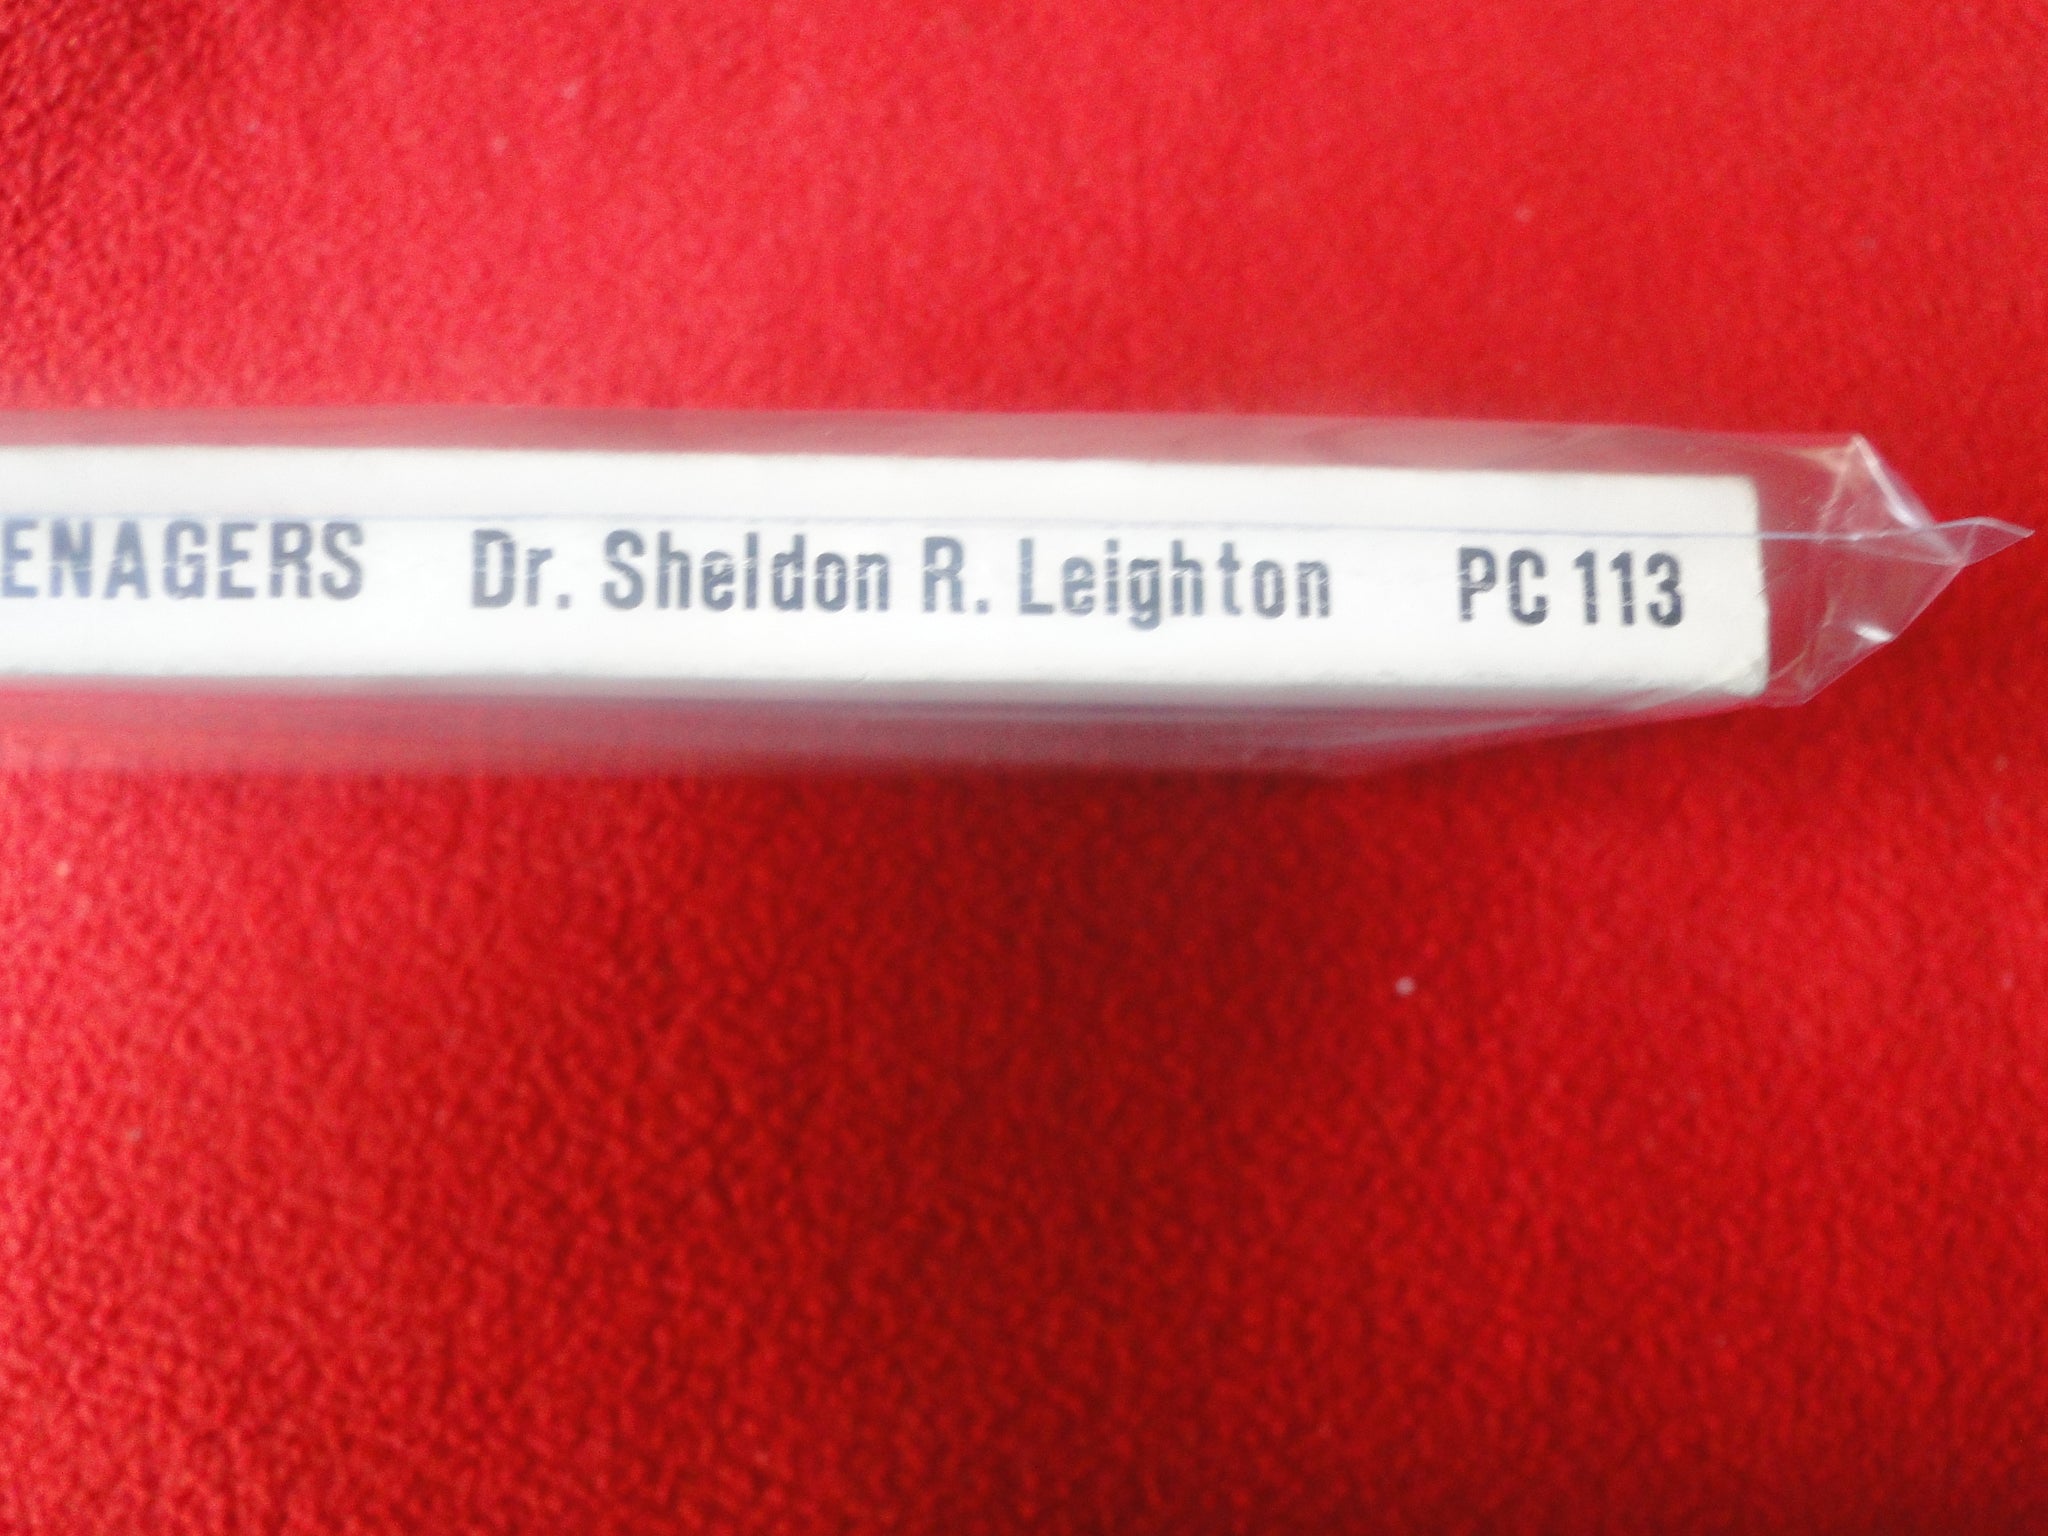 ENAGERS Dr. Sheldon R. Leighton PC 113